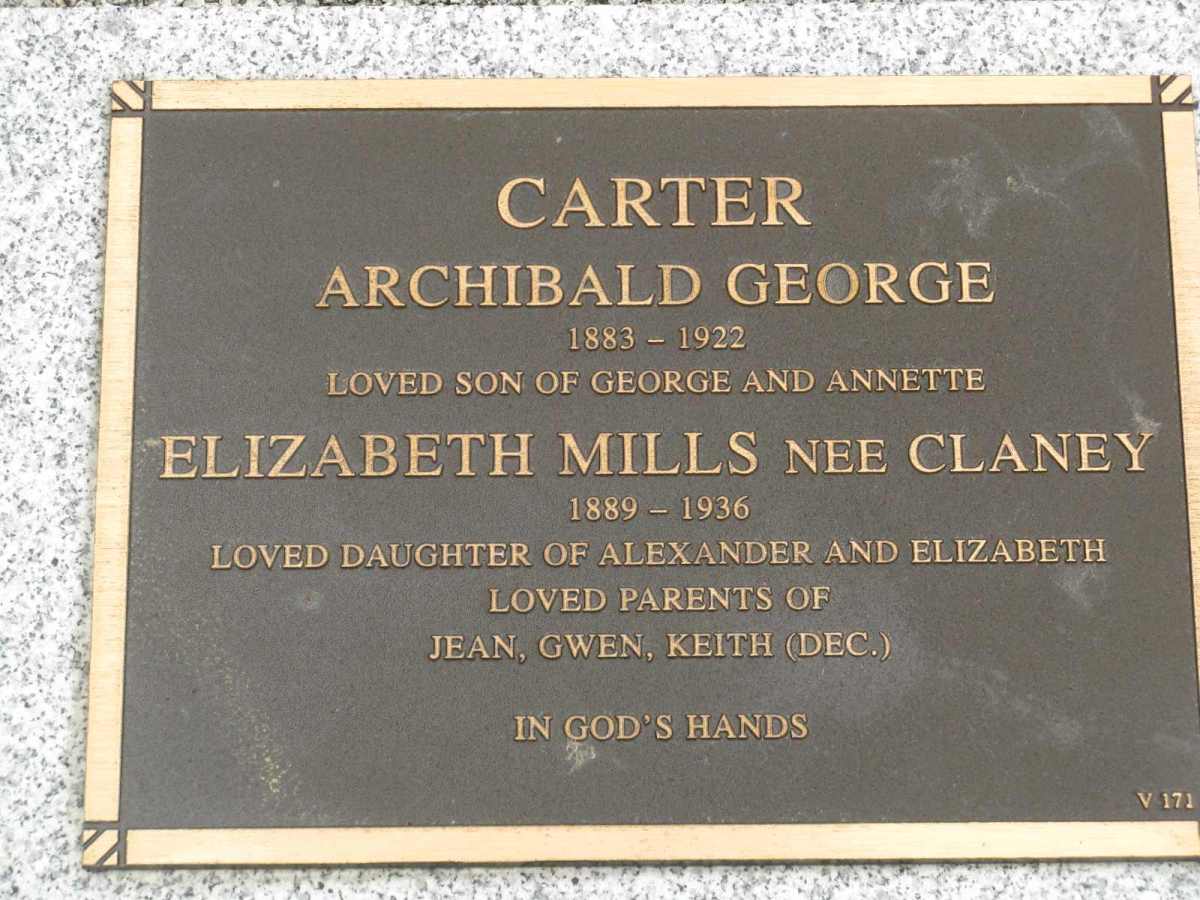 CARTER
ARCHIBALD GEORGE
1883 – 1922
LOVED SON OF GEORGE AND ANNETTE
ELIZABETH MILLS NEE CLANEY
1889 – 1936
LOVED DAUGHTER OF ALEXANDER AND ELIZABETH
LOVED PARENTS OF
JEAN, GWEN, KEITH (DEC.)
IN GOD'S HANDS
V 171